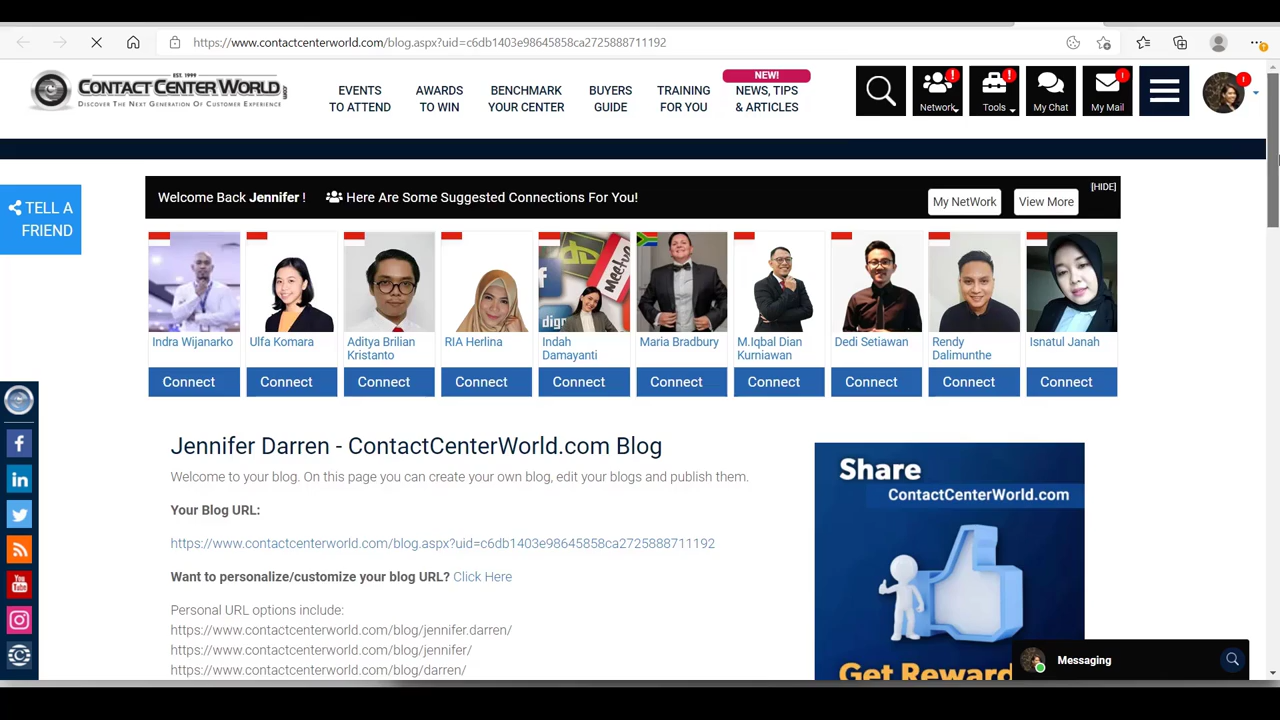 https://www.contactcenterworld.com/blog.aspx?uid=c6db1403e98645858ca2725888711192
EST. 1999
CONTACTCENTERWORLD
DISCOVER THE NEXT GENERATION OF CUSTOMER EXPERIENCE
.com
EVENTS
TO ATTEND
AWARDS
TO WIN
BENCHMARK
YOUR CENTER
BUYERS
GUIDE
TRAINING
FOR YOU
NEW!
NEWS, TIPS
& ARTICLES
! Network
! Tools
My Chat
! My Mail
!
TELL A
FRIEND
Welcome Back Jennifer ! Here Are Some Suggested Connections For You!
My NetWork
View More
[HIDE]
Meetup
digr
Indra Wijanarko
Ulfa Komara
Aditya Brilian
Kristanto
RIA Herlina
Indah
Damayanti
Maria Bradbury
M.Iqbal Dian
Kurniawan
Dedi Setiawan
Rendy
Dalimunthe
Isnatul Janah
Connect Connect Connect Connect Connect Connect Connect Connect Connect Connect
Jennifer Darren - ContactCenterWorld.com Blog
Welcome to your blog. On this page you can create your own blog, edit your blogs and publish them.
Your Blog URL:
https://www.contactcenterworld.com/blog.aspx?uid=c6db1403e98645858ca2725888711192
Want to personalize/customize your blog URL? Click Here
Personal URL options include:
https://www.contactcenterworld.com/blog/jennifer.darren/
https://www.contactcenterworld.com/blog/jennifer/
https://www.contactcenterworld.com/blog/darren/
Share
ContactCenterWorld.com
Get Reward
Messaging
You
Tube